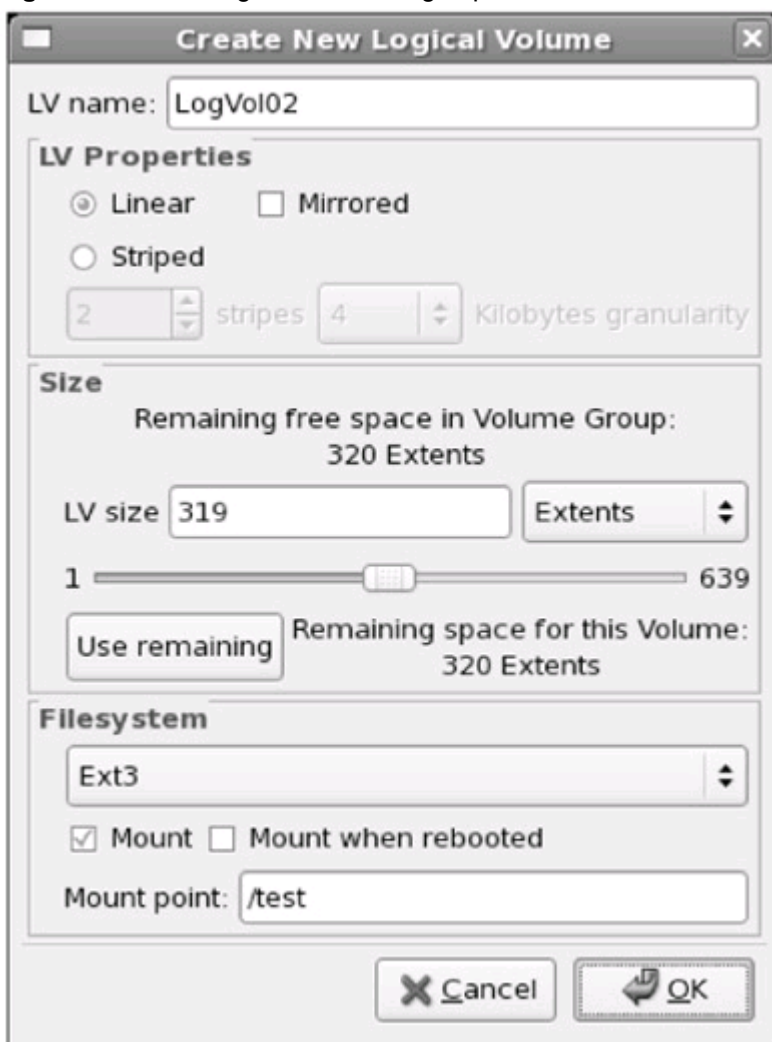 Create New Logical Volume
LV name: LogVol02
LV Properties
Linear Mirrored
Striped
2 stripes 4 Kilobytes granularity
Size
Remaining free space in Volume Group:
320 Extents
LV size 319 Extents
1 639
Use remaining Remaining space for this Volume:
320 Extents
Filesystem
Ext3
Mount Mount when rebooted
Mount point: /test
Cancel OK